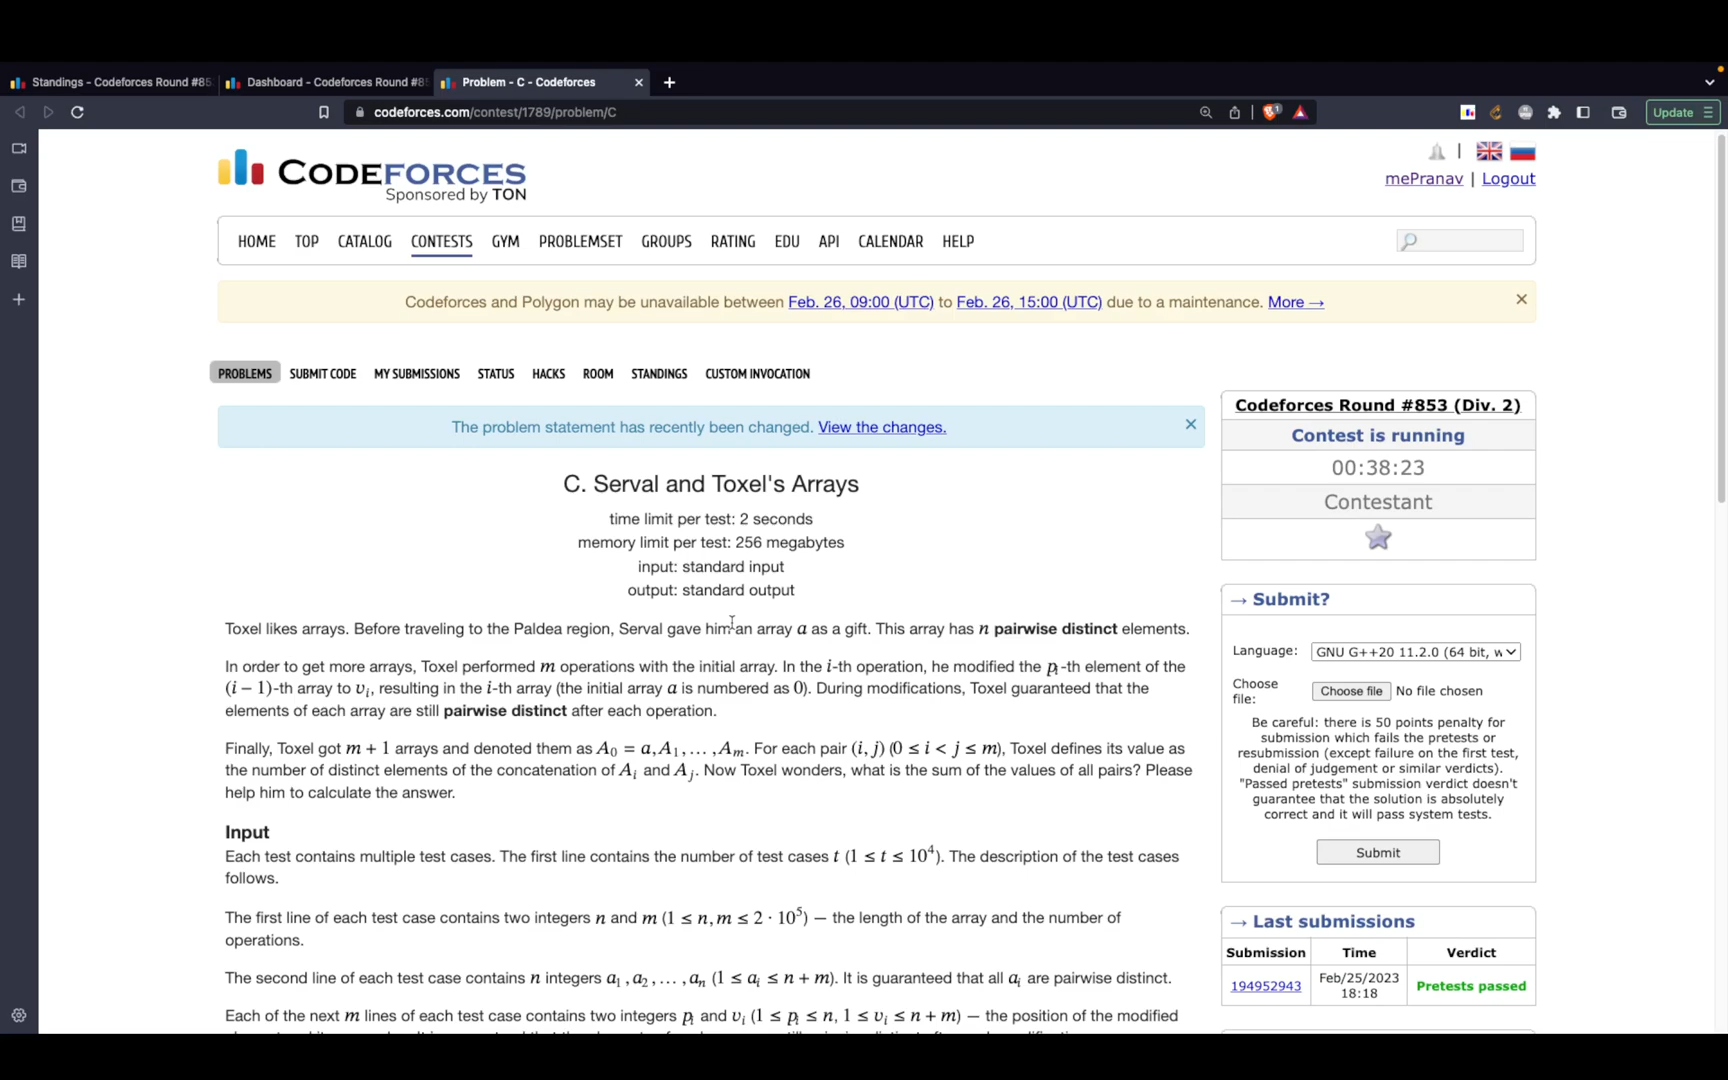 Standings - Codeforces Round #85
Dashboard - Codeforces Round #8
Problem - C - Codeforces
codeforces.com/contest/1789/problem/C
1
Update
CODEFORCES
Sponsored by TON
mePranav | Logout
HOME TOP CATALOG CONTESTS GYM PROBLEMSET GROUPS RATING EDU API CALENDAR HELP
Codeforces and Polygon may be unavailable between Feb. 26, 09:00 (UTC) to Feb. 26, 15:00 (UTC) due to a maintenance. More →
PROBLEMS SUBMIT CODE MY SUBMISSIONS STATUS HACKS ROOM STANDINGS CUSTOM INVOCATION
The problem statement has recently been changed. View the changes.
C. Serval and Toxel's Arrays
time limit per test: 2 seconds
memory limit per test: 256 megabytes
input: standard input
output: standard output
Toxel likes arrays. Before traveling to the Paldea region, Serval gave him an array a as a gift. This array has n pairwise distinct elements.
In order to get more arrays, Toxel performed m operations with the initial array. In the i-th operation, he modified the pᵢ-th element of the
(i − 1)-th array to vᵢ, resulting in the i-th array (the initial array a is numbered as 0). During modifications, Toxel guaranteed that the
elements of each array are still pairwise distinct after each operation.
Finally, Toxel got m + 1 arrays and denoted them as A₀ = a, A₁, … , Aₘ. For each pair (i, j) (0 ≤ i < j ≤ m), Toxel defines its value as
the number of distinct elements of the concatenation of Aᵢ and Aⱼ. Now Toxel wonders, what is the sum of the values of all pairs? Please
help him to calculate the answer.
Input
Each test contains multiple test cases. The first line contains the number of test cases t (1 ≤ t ≤ 10⁴). The description of the test cases
follows.
The first line of each test case contains two integers n and m (1 ≤ n, m ≤ 2 · 10⁵) — the length of the array and the number of
operations.
The second line of each test case contains n integers a₁, a₂, … , aₙ (1 ≤ aᵢ ≤ n + m). It is guaranteed that all aᵢ are pairwise distinct.
Each of the next m lines of each test case contains two integers pᵢ and vᵢ (1 ≤ pᵢ ≤ n, 1 ≤ vᵢ ≤ n + m) — the position of the modified
Codeforces Round #853 (Div. 2)
Contest is running
00:38:23
Contestant
→ Submit?
Language: GNU G++20 11.2.0 (64 bit, w
Choose file: Choose file No file chosen
Be careful: there is 50 points penalty for
submission which fails the pretests or
resubmission (except failure on the first test,
denial of judgement or similar verdicts).
"Passed pretests" submission verdict doesn't
guarantee that the solution is absolutely
correct and it will pass system tests.
Submit
→ Last submissions
Submission Time Verdict
194952943 Feb/25/2023 18:18 Pretests passed